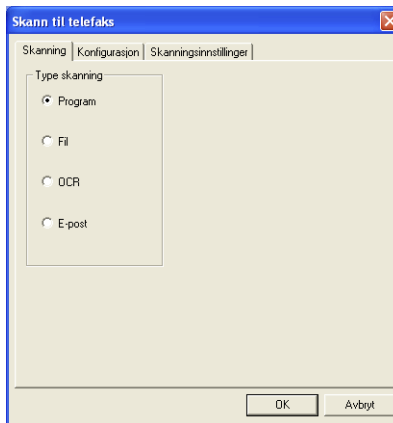 Skann til telefaks
Skanning Konfigurasjon Skanningsinnstillinger
Type skanning
Program
Fil
OCR
E-post
OK Avbryt